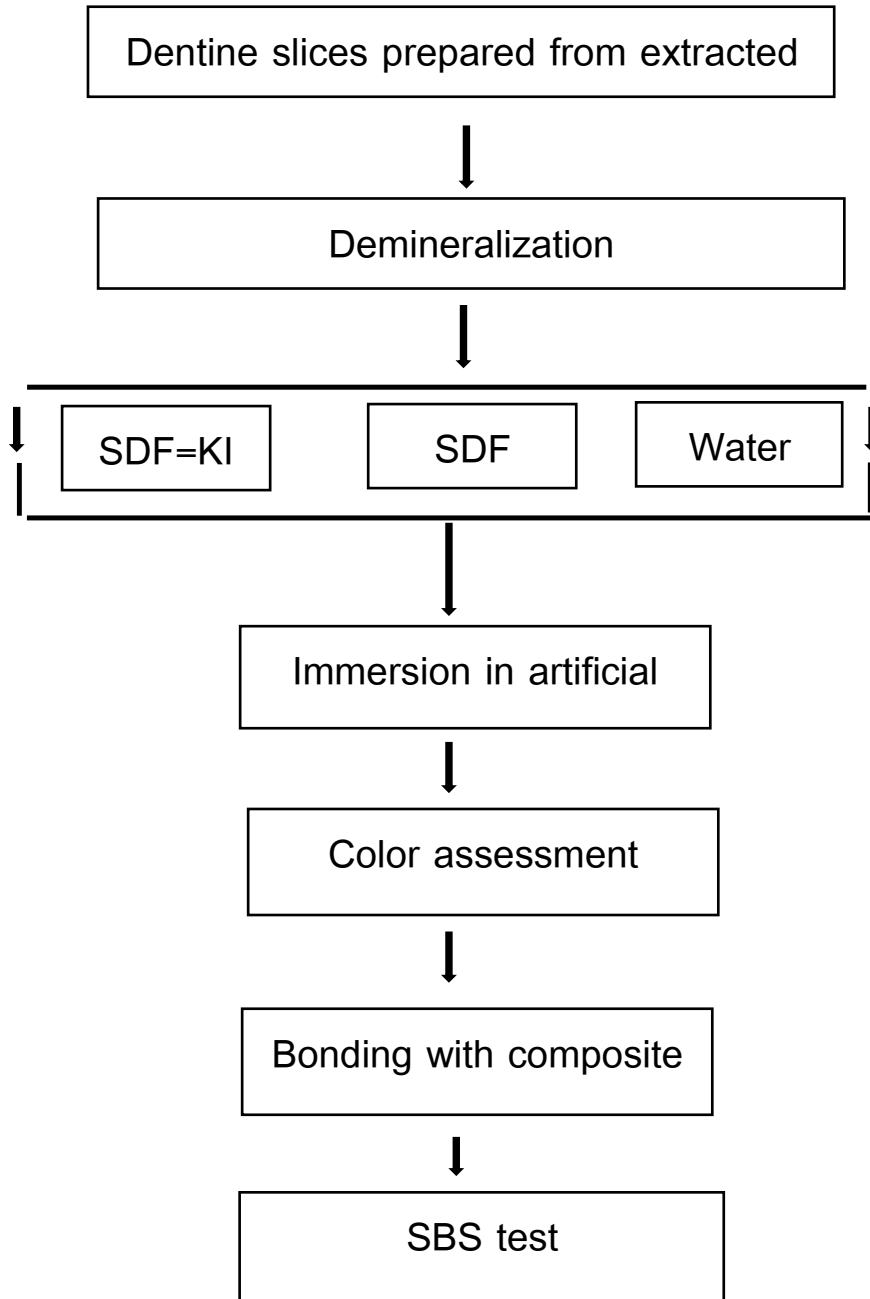 Dentine slices prepared from extracted
Demineralization
SDF=KI
SDF
Water
Immersion in artificial
Color assessment
Bonding with composite
SBS test